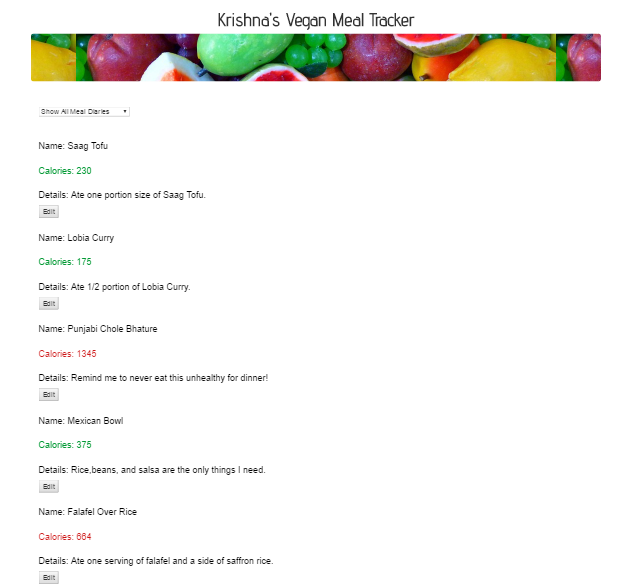 Krishna's Vegan Meal Tracker
Show All Meal Diaries
Name: Saag Tofu
Calories: 230
Details: Ate one portion size of Saag Tofu.
Edit
Name: Lobia Curry
Calories: 175
Details: Ate 1/2 portion of Lobia Curry.
Edit
Name: Punjabi Chole Bhature
Calories: 1345
Details: Remind me to never eat this unhealthy for dinner!
Edit
Name: Mexican Bowl
Calories: 375
Details: Rice,beans, and salsa are the only things I need.
Edit
Name: Falafel Over Rice
Calories: 664
Details: Ate one serving of falafel and a side of saffron rice.
Edit